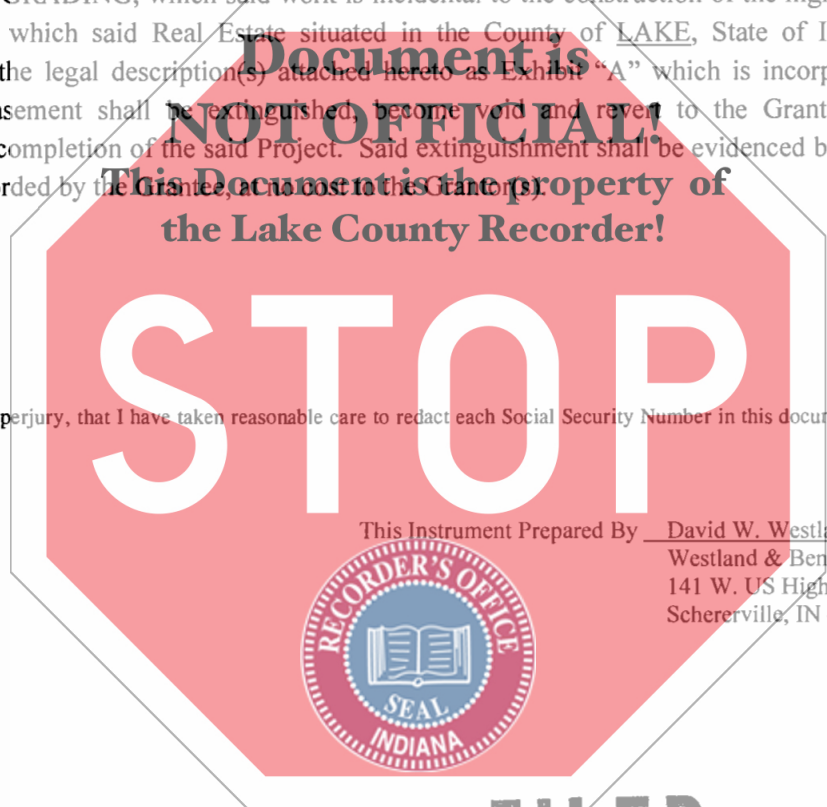 GRADING, which said work is incidental to the construction of the
which said Real Estate situated in the County of LAKE, State of I
the legal description(s) attached hereto as Exhibit “A” which is incorp
asement shall be extinguished, become void and revert to the Grant
completion of the said Project. Said extinguishment shall be evidenced b
rded by the Grantee, at no cost to the Grantor(s).
Document is
NOT OFFICIAL!
This Document is the property of
the Lake County Recorder!
STOP
perjury, that I have taken reasonable care to redact each Social Security Number in this docu
This Instrument Prepared By David W. Westla
Westland & Ben
141 W. US High
Schererville, IN
RECORDER'S OFFICE
SEAL
INDIANA
FILED